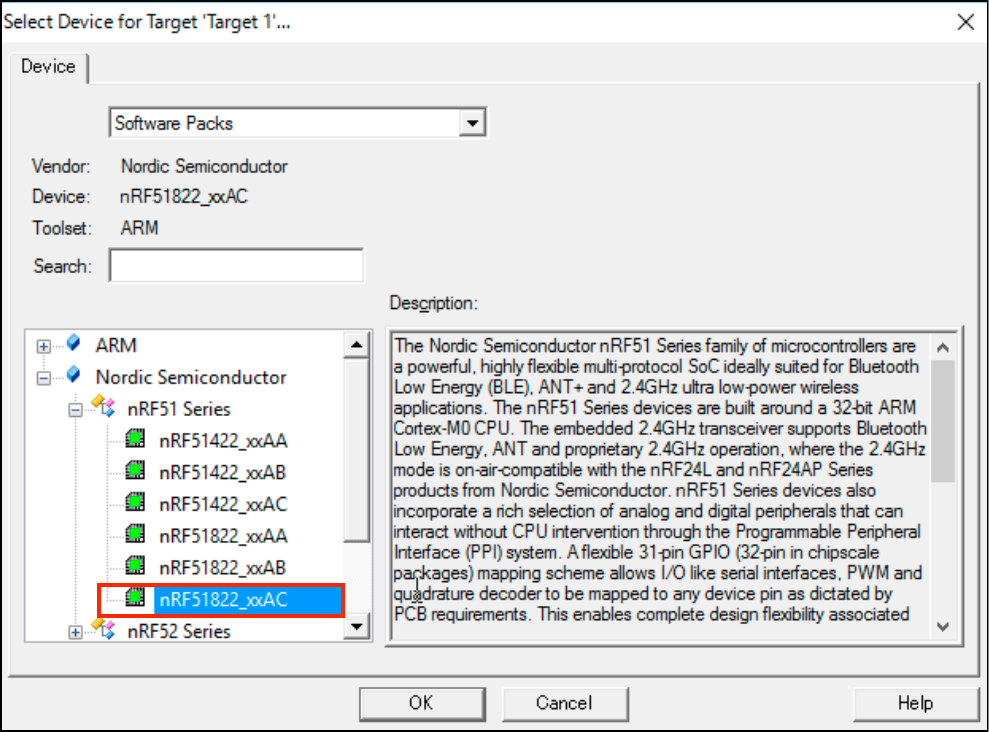 Select Device for Target 'Target 1'...
Device
Software Packs
Vendor: Nordic Semiconductor
Device: nRF51822_xxAC
Toolset: ARM
Search:
Description:
ARM
Nordic Semiconductor
nRF51 Series
nRF51422_xxAA
nRF51422_xxAB
nRF51422_xxAC
nRF51822_xxAA
nRF51822_xxAB
nRF51822_xxAC
nRF52 Series
The Nordic Semiconductor nRF51 Series family of microcontrollers are
a powerful, highly flexible multi-protocol SoC ideally suited for Bluetooth
Low Energy (BLE), ANT+ and 2.4GHz ultra low-power wireless
applications. The nRF51 Series devices are built around a 32-bit ARM
Cortex-M0 CPU. The embedded 2.4GHz transceiver supports Bluetooth
Low Energy, ANT and proprietary 2.4GHz operation, where the 2.4GHz
mode is on-air-compatible with the nRF24L and nRF24AP Series
products from Nordic Semiconductor. nRF51 Series devices also
incorporate a rich selection of analog and digital peripherals that can
interact without CPU intervention through the Programmable Peripheral
Interface (PPI) system. A flexible 31-pin GPIO (32-pin in chipscale
packages) mapping scheme allows I/O like serial interfaces, PWM and
quadrature decoder to be mapped to any device pin as dictated by
PCB requirements. This enables complete design flexibility associated
OK
Cancel
Help